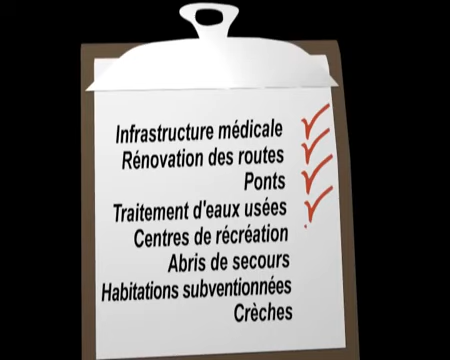 Infrastructure médicale
Rénovation des routes
Ponts
Traitement d'eaux usées
Centres de récréation
Abris de secours
Habitations subventionnées
Crèches